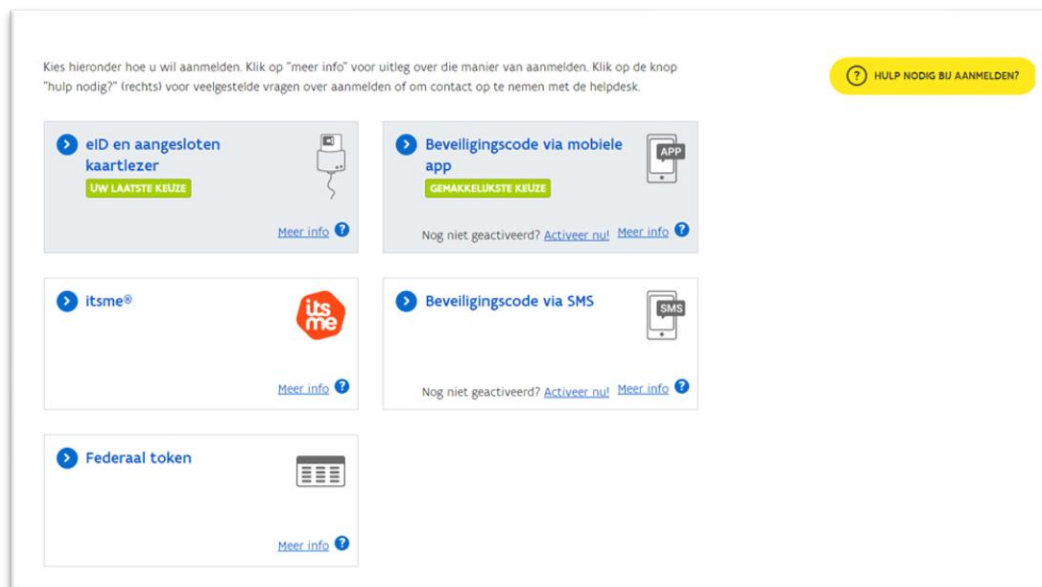 Kies hieronder hoe u wil aanmelden. Klik op "meer info" voor uitleg over die manier van aanmelden. Klik op de knop
"hulp nodig?" (rechts) voor veelgestelde vragen over aanmelden of om contact op te nemen met de helpdesk.
? HULP NODIG BIJ AANMELDEN?
eID en aangesloten
kaartlezer
UW LAATSTE KEUZE
Meer info ?
Beveiligingscode via mobiele
app
APP
GEMAKKELIJKSTE KEUZE
Nog niet geactiveerd? Activeer nu! Meer info ?
itsme®
its
me
Meer info ?
Beveiligingscode via SMS
SMS
Nog niet geactiveerd? Activeer nu! Meer info ?
Federaal token
Meer info ?